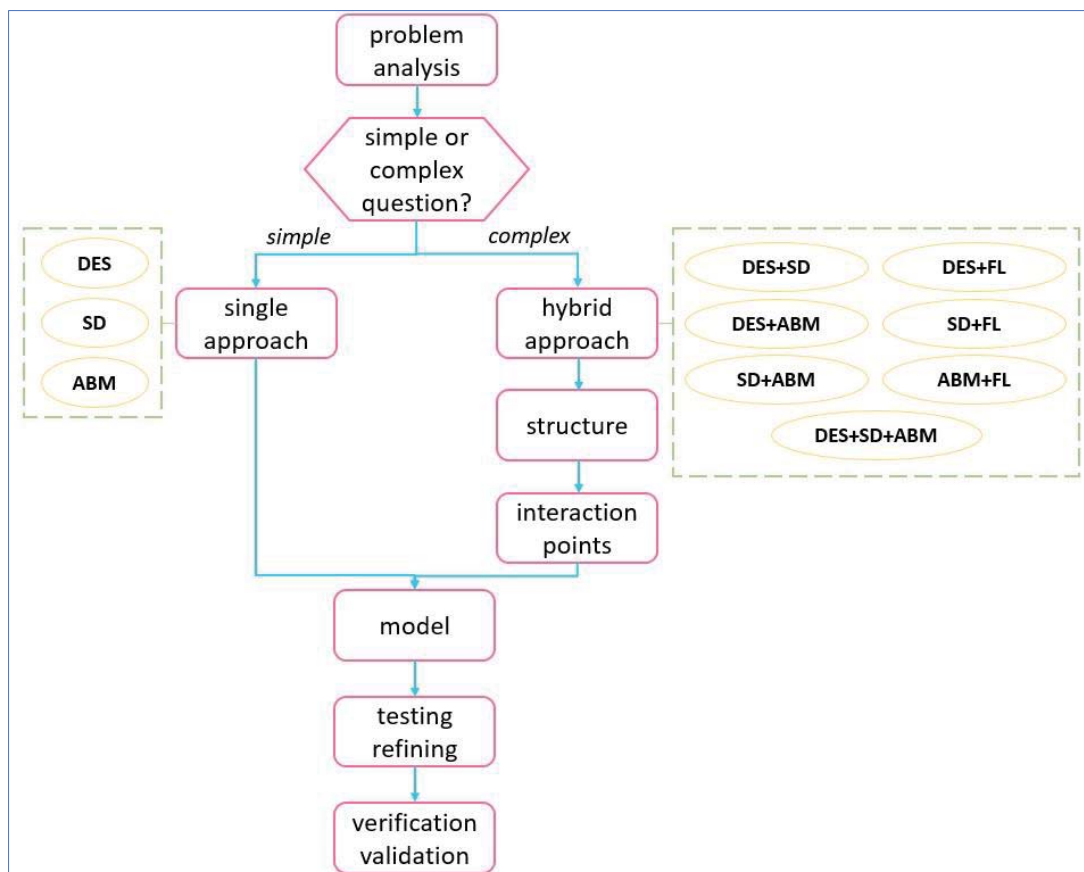 problem
analysis
simple or
complex
question?
simple
complex
DES
SD
ABM
single
approach
hybrid
approach
DES+SD
DES+FL
DES+ABM
SD+FL
SD+ABM
ABM+FL
DES+SD+ABM
structure
interaction
points
model
testing
refining
verification
validation